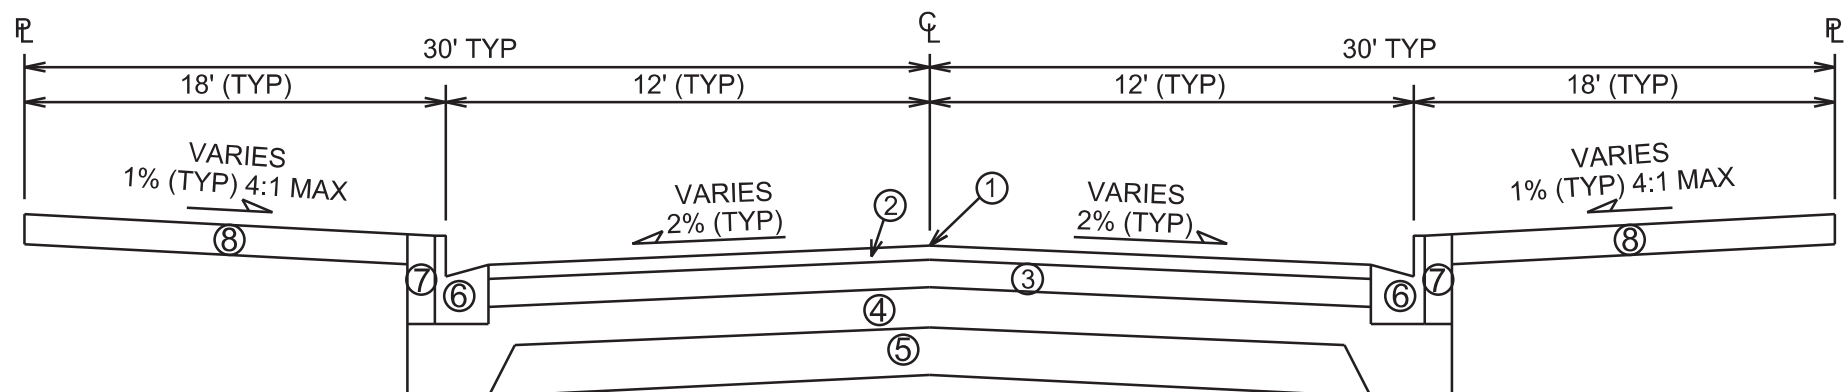 PL CL PL
30' TYP 30' TYP
18' (TYP) 12' (TYP) 12' (TYP) 18' (TYP)
VARIES
1% (TYP) 4:1 MAX
VARIES
2% (TYP)
VARIES
2% (TYP)
VARIES
1% (TYP) 4:1 MAX
1
2
8
8
7
6
3
6
7
4
5